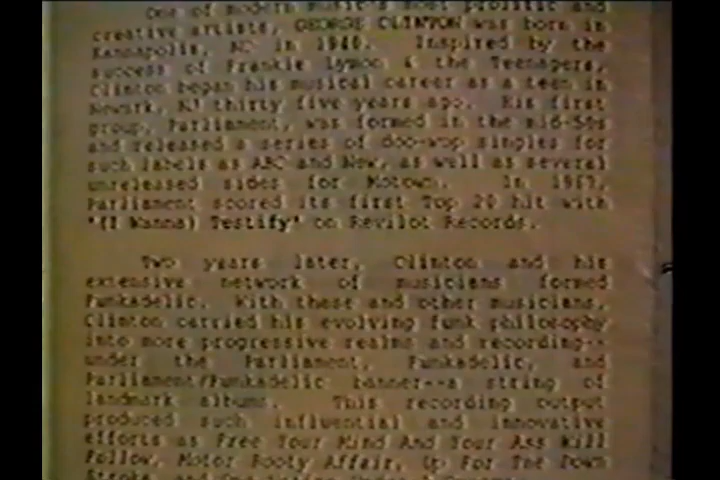 One of modern music's most prolific and
creative artists, GEORGE CLINTON was born in
Kannapolis, NC in 1940. Inspired by the
success of Frankie Lymon & the Teenagers,
Clinton began his musical career as a teen in
Newark, NJ thirty five years ago. His first
group, Parliament, was formed in the mid-50s
and released a series of doo-wop singles for
such labels as ABC and New, as well as several
unreleased sides for Motown. In 1967,
Parliament scored its first Top 20 hit with
"(I Wanna) Testify" on Revilot Records.
Two years later, Clinton and his
extensive network of musicians formed
Funkadelic. With these and other musicians,
Clinton carried his evolving funk philosophy
into more progressive realms and recording--
under the Parliament, Funkadelic, and
Parliament/Funkadelic banner--a string of
landmark albums. This recording output
produced such influential and innovative
efforts as Free Your Mind And Your Ass Will
Follow, Motor Booty Affair, Up For The Down
Stroke, and One Nation Under A Groove.